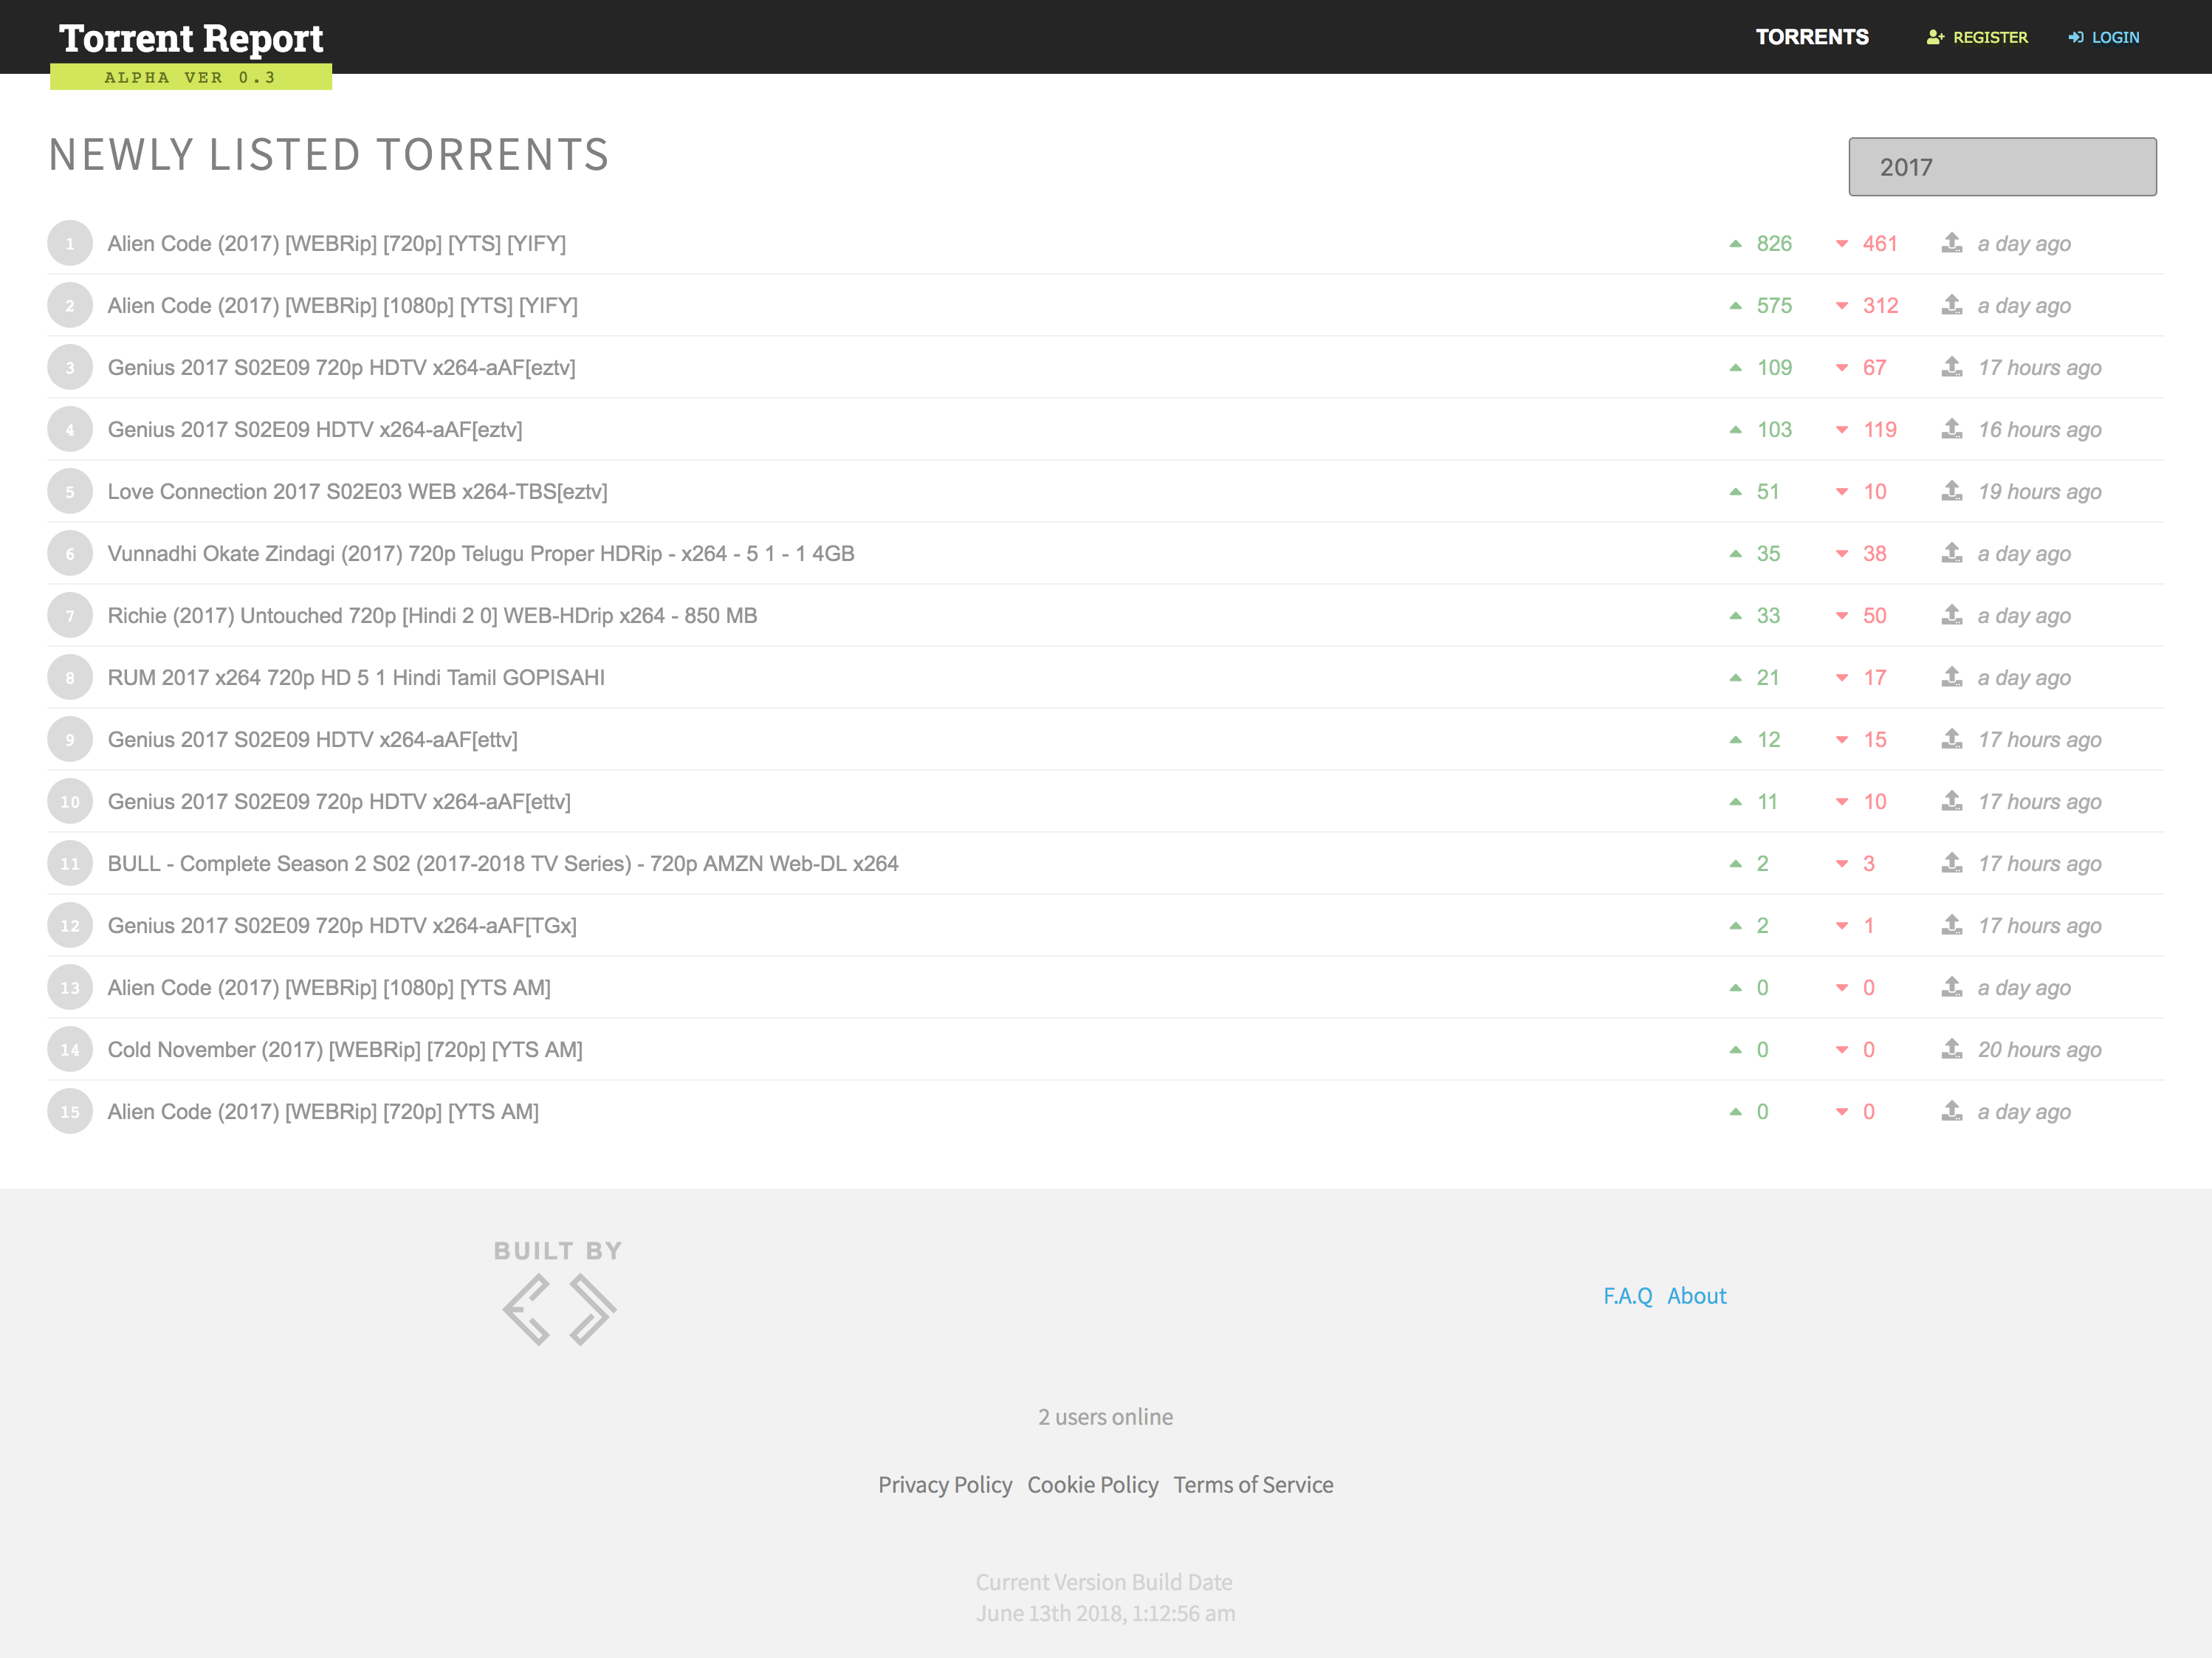 Torrent Report
ALPHA VER 0.3
TORRENTS REGISTER LOGIN
NEWLY LISTED TORRENTS
2017
1 Alien Code (2017) [WEBRip] [720p] [YTS] [YIFY] 826 461 a day ago
2 Alien Code (2017) [WEBRip] [1080p] [YTS] [YIFY] 575 312 a day ago
3 Genius 2017 S02E09 720p HDTV x264-aAF[eztv] 109 67 17 hours ago
4 Genius 2017 S02E09 HDTV x264-aAF[eztv] 103 119 16 hours ago
5 Love Connection 2017 S02E03 WEB x264-TBS[eztv] 51 10 19 hours ago
6 Vunnadhi Okate Zindagi (2017) 720p Telugu Proper HDRip - x264 - 5 1 - 1 4GB 35 38 a day ago
7 Richie (2017) Untouched 720p [Hindi 2 0] WEB-HDrip x264 - 850 MB 33 50 a day ago
8 RUM 2017 x264 720p HD 5 1 Hindi Tamil GOPISAHI 21 17 a day ago
9 Genius 2017 S02E09 HDTV x264-aAF[ettv] 12 15 17 hours ago
10 Genius 2017 S02E09 720p HDTV x264-aAF[ettv] 11 10 17 hours ago
11 BULL - Complete Season 2 S02 (2017-2018 TV Series) - 720p AMZN Web-DL x264 2 3 17 hours ago
12 Genius 2017 S02E09 720p HDTV x264-aAF[TGx] 2 1 17 hours ago
13 Alien Code (2017) [WEBRip] [1080p] [YTS AM] 0 0 a day ago
14 Cold November (2017) [WEBRip] [720p] [YTS AM] 0 0 20 hours ago
15 Alien Code (2017) [WEBRip] [720p] [YTS AM] 0 0 a day ago
BUILT BY
F.A.Q About
2 users online
Privacy Policy Cookie Policy Terms of Service
Current Version Build Date
June 13th 2018, 1:12:56 am